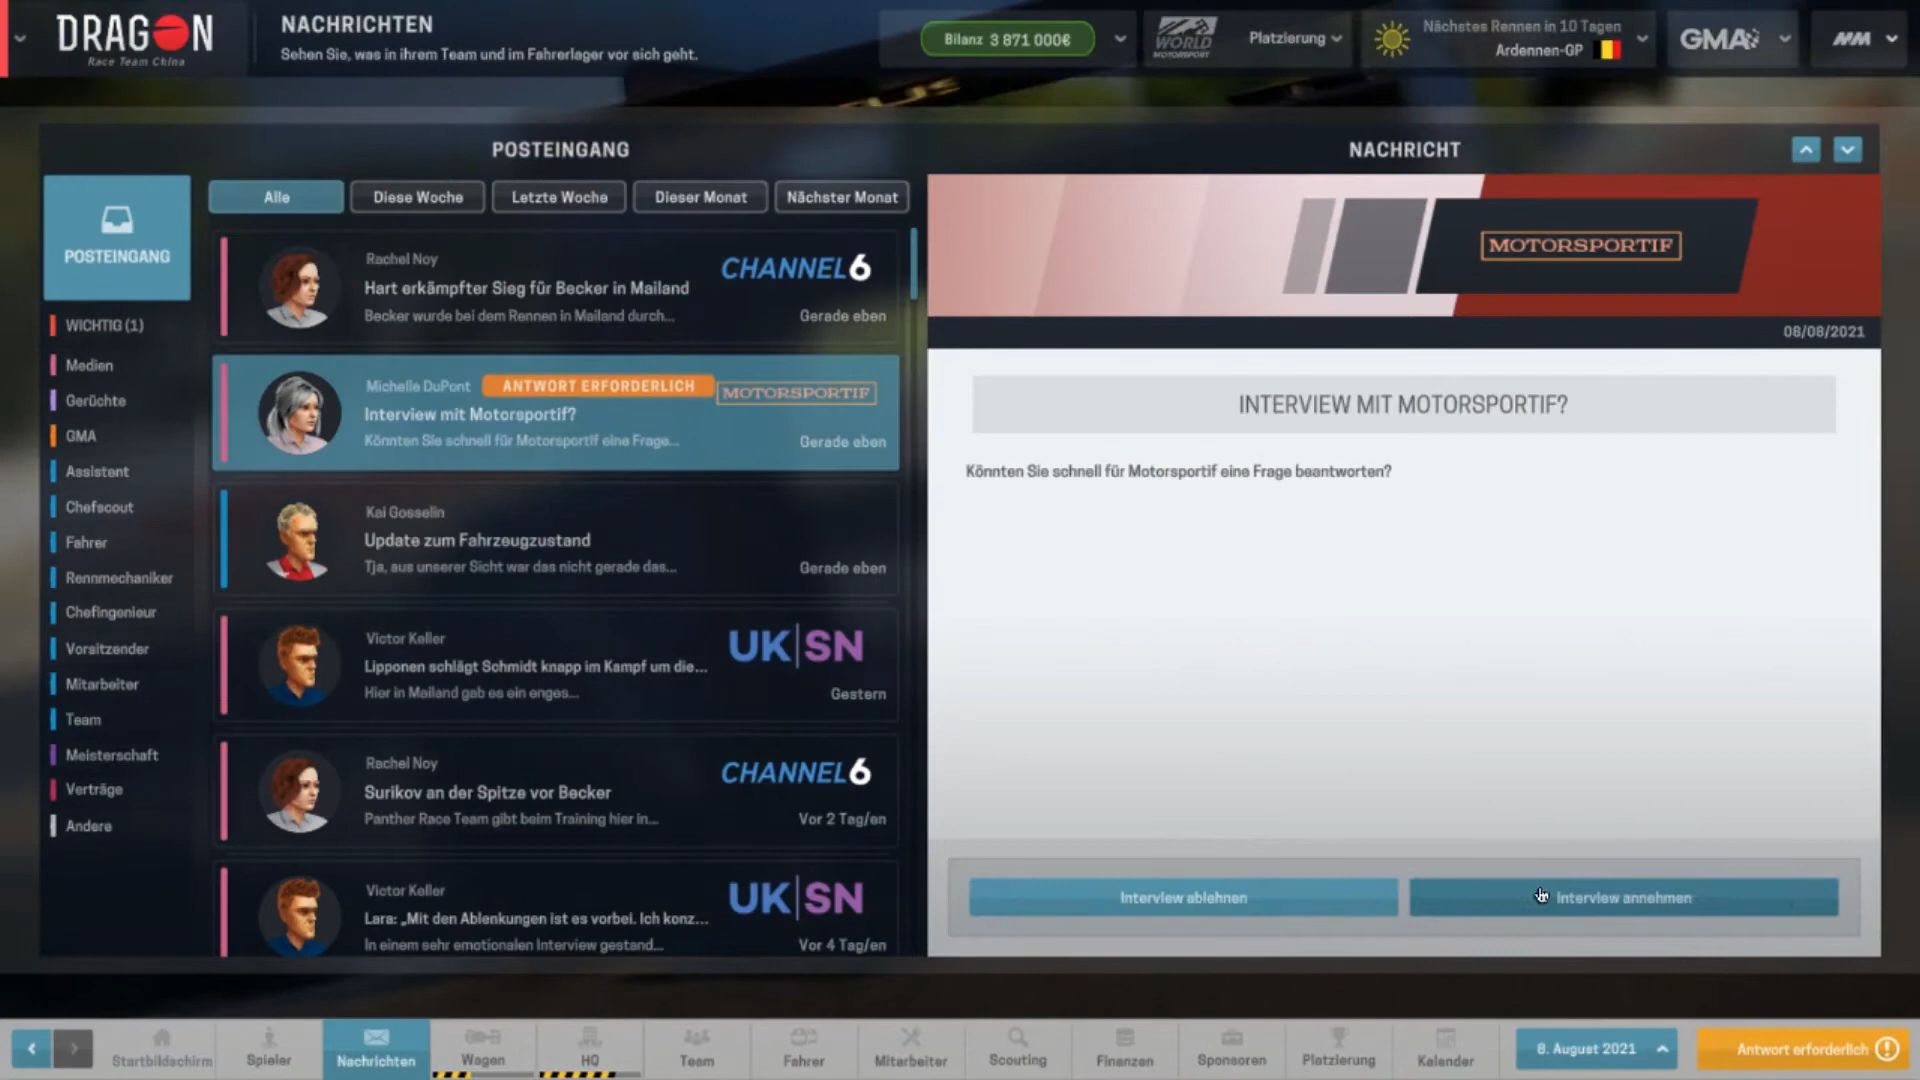 DRAGON
Race Team China
NACHRICHTEN
Sehen Sie, was in ihrem Team und im Fahrerlager vor sich geht.
Bilanz 3 871 000€
WORLD
MOTORSPORT
Platzierung
Nächstes Rennen in 10 Tagen
Ardennen-GP
GMA
MM
POSTEINGANG
POSTEINGANG
WICHTIG (1)
Medien
Gerüchte
GMA
Assistent
Chefscout
Fahrer
Rennmechaniker
Chefingenieur
Vorsitzender
Mitarbeiter
Team
Meisterschaft
Verträge
Andere
Alle
Diese Woche
Letzte Woche
Dieser Monat
Nächster Monat
Rachel Noy
CHANNEL6
Hart erkämpfter Sieg für Becker in Mailand
Becker wurde bei dem Rennen in Mailand durch...
Gerade eben
Michelle DuPont
ANTWORT ERFORDERLICH
MOTORSPORTIF
Interview mit Motorsportif?
Könnten Sie schnell für Motorsportif eine Frage...
Gerade eben
Kai Gosselin
Update zum Fahrzeugzustand
Tja, aus unserer Sicht war das nicht gerade das...
Gerade eben
Victor Keller
UK|SN
Lipponen schlägt Schmidt knapp im Kampf um die...
Hier in Mailand gab es ein enges...
Gestern
Rachel Noy
CHANNEL6
Surikov an der Spitze vor Becker
Panther Race Team gibt beim Training hier in...
Vor 2 Tag/en
Victor Keller
UK|SN
Lara: „Mit den Ablenkungen ist es vorbei. Ich konz...
In einem sehr emotionalen Interview gestand...
Vor 4 Tag/en
NACHRICHT
MOTORSPORTIF
08/08/2021
INTERVIEW MIT MOTORSPORTIF?
Könnten Sie schnell für Motorsportif eine Frage beantworten?
Interview ablehnen
Interview annehmen
Startbildschirm
Spieler
Nachrichten
Wagen
HQ
Team
Fahrer
Mitarbeiter
Scouting
Finanzen
Sponsoren
Platzierung
Kalender
8. August 2021
Antwort erforderlich